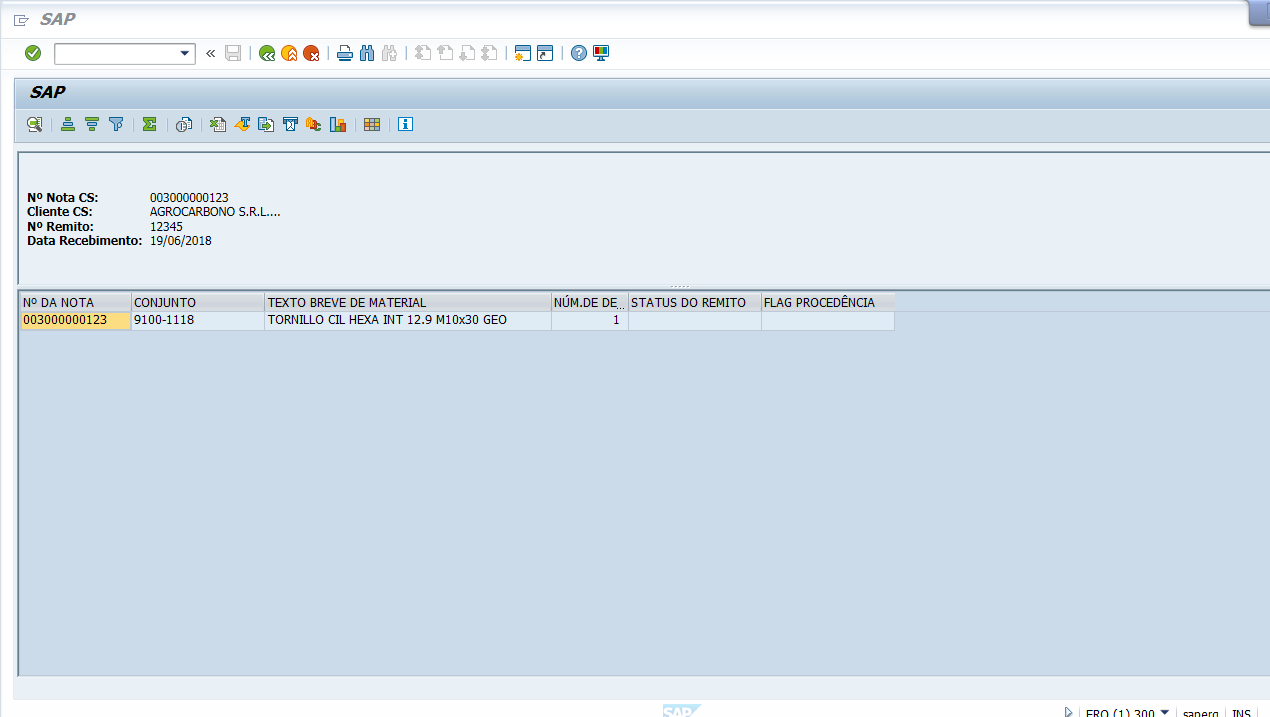 SAP
SAP
Nº Nota CS: 003000000123
Cliente CS: AGROCARBONO S.R.L....
Nº Remito: 12345
Data Recebimento: 19/06/2018
Nº DA NOTA CONJUNTO TEXTO BREVE DE MATERIAL NÚM.DE DE... STATUS DO REMITO FLAG PROCEDÊNCIA
003000000123 9100-1118 TORNILLO CIL HEXA INT 12.9 M10x30 GEO 1
SAP ERQ (1) 300 saperq INS